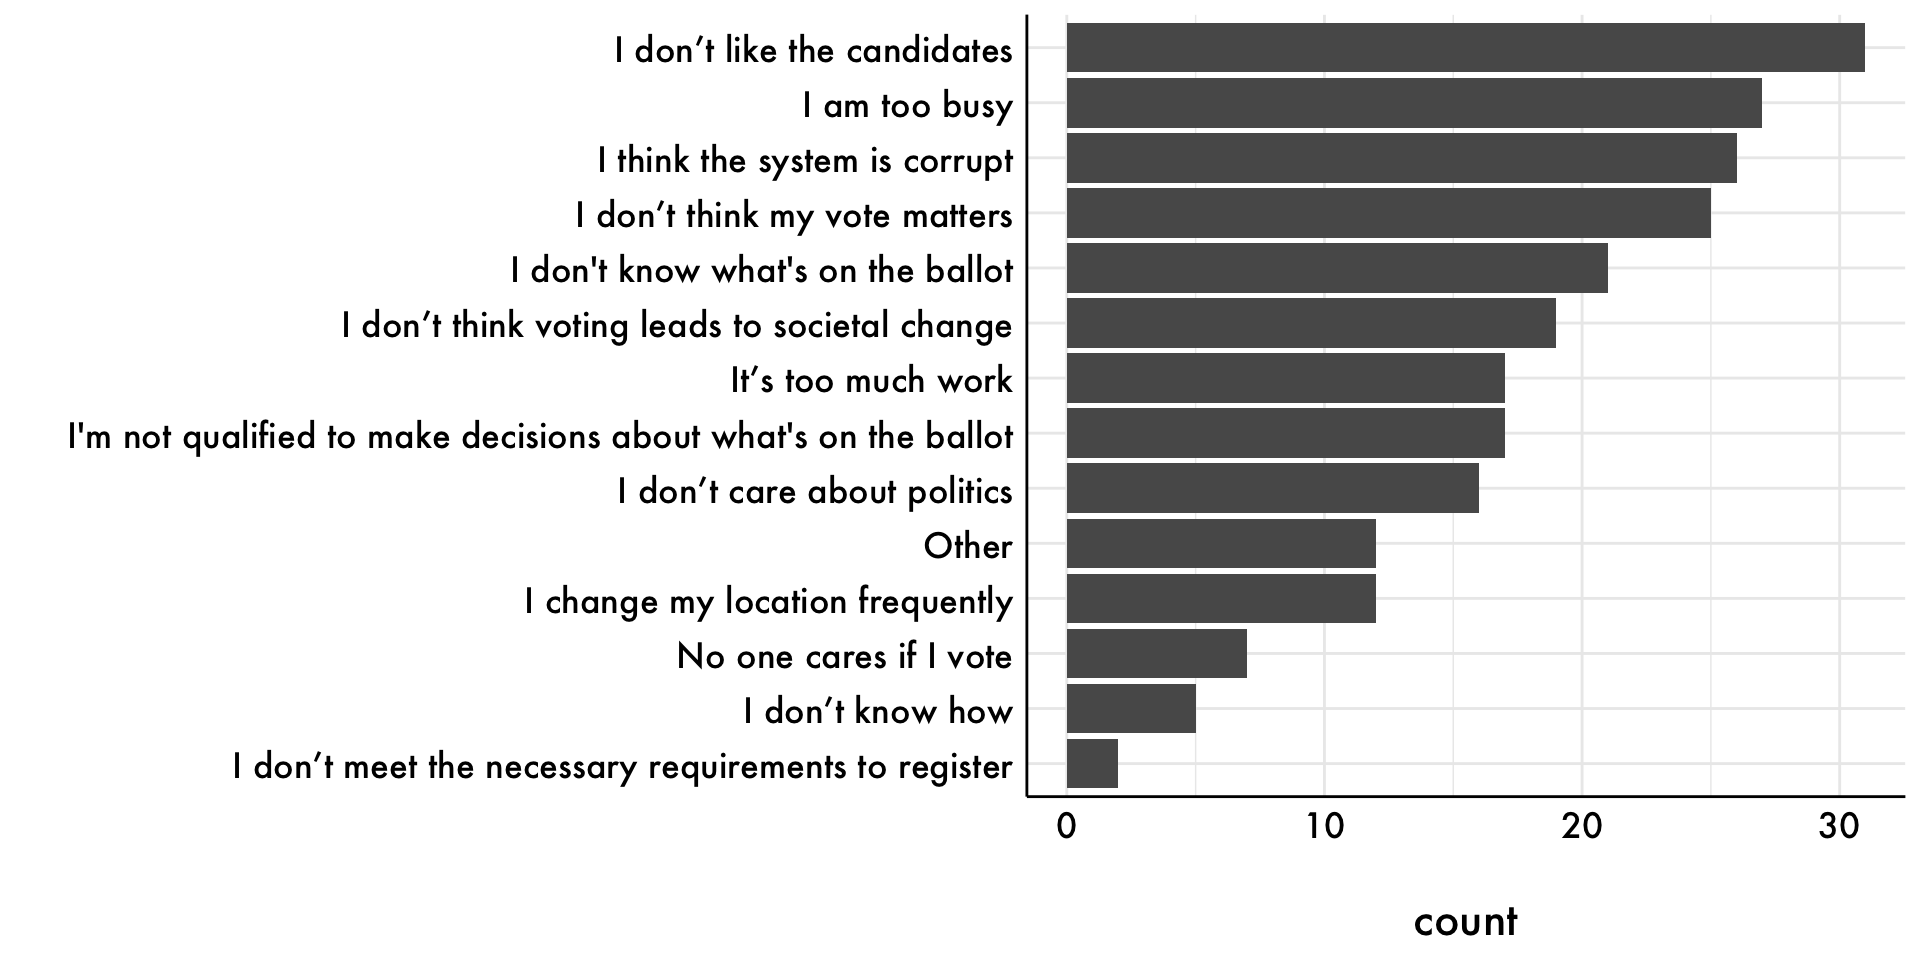 I don’t like the candidates
I am too busy
I think the system is corrupt
I don’t think my vote matters
I don't know what's on the ballot
I don’t think voting leads to societal change
It’s too much work
I'm not qualified to make decisions about what's on the ballot
I don’t care about politics
Other
I change my location frequently
No one cares if I vote
I don’t know how
I don’t meet the necessary requirements to register
0 10 20 30
count